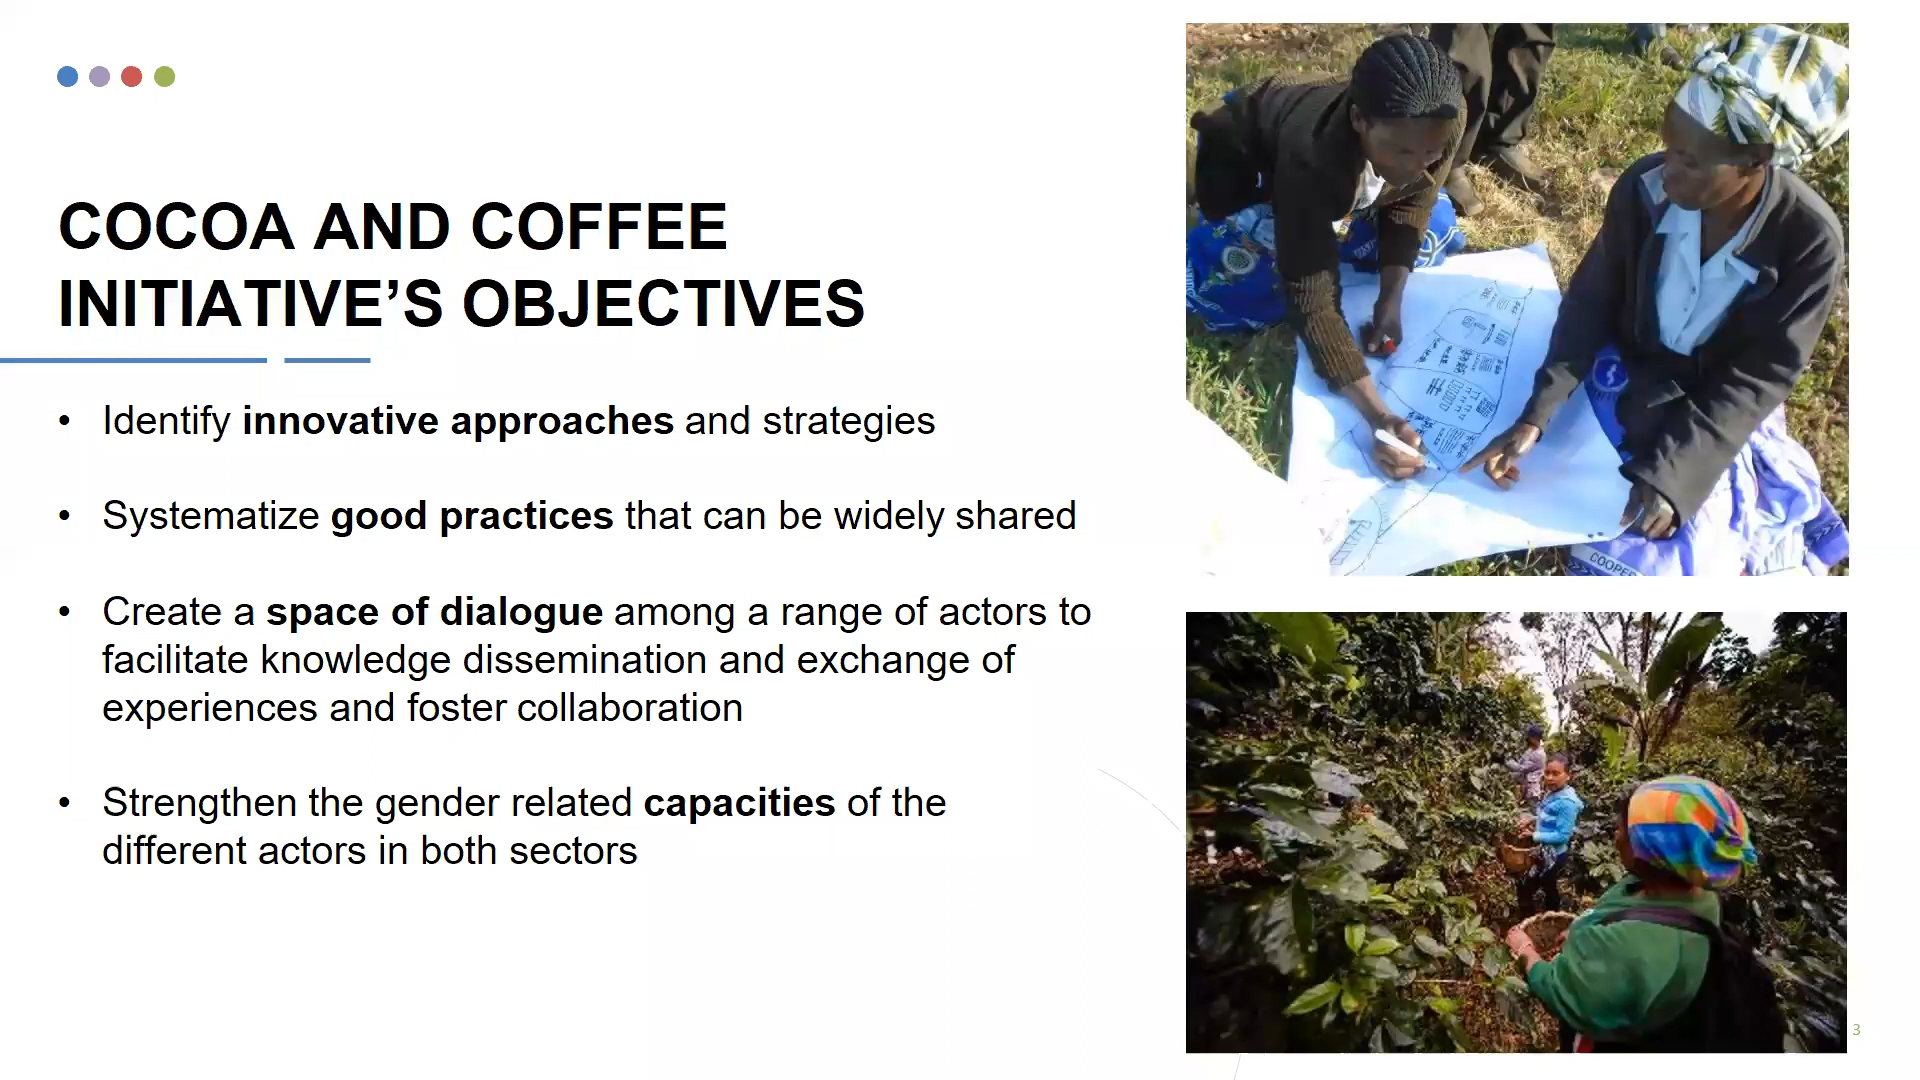 COCOA AND COFFEE
INITIATIVE’S OBJECTIVES
• Identify innovative approaches and strategies
• Systematize good practices that can be widely shared
• Create a space of dialogue among a range of actors to
facilitate knowledge dissemination and exchange of
experiences and foster collaboration
• Strengthen the gender related capacities of the
different actors in both sectors
3